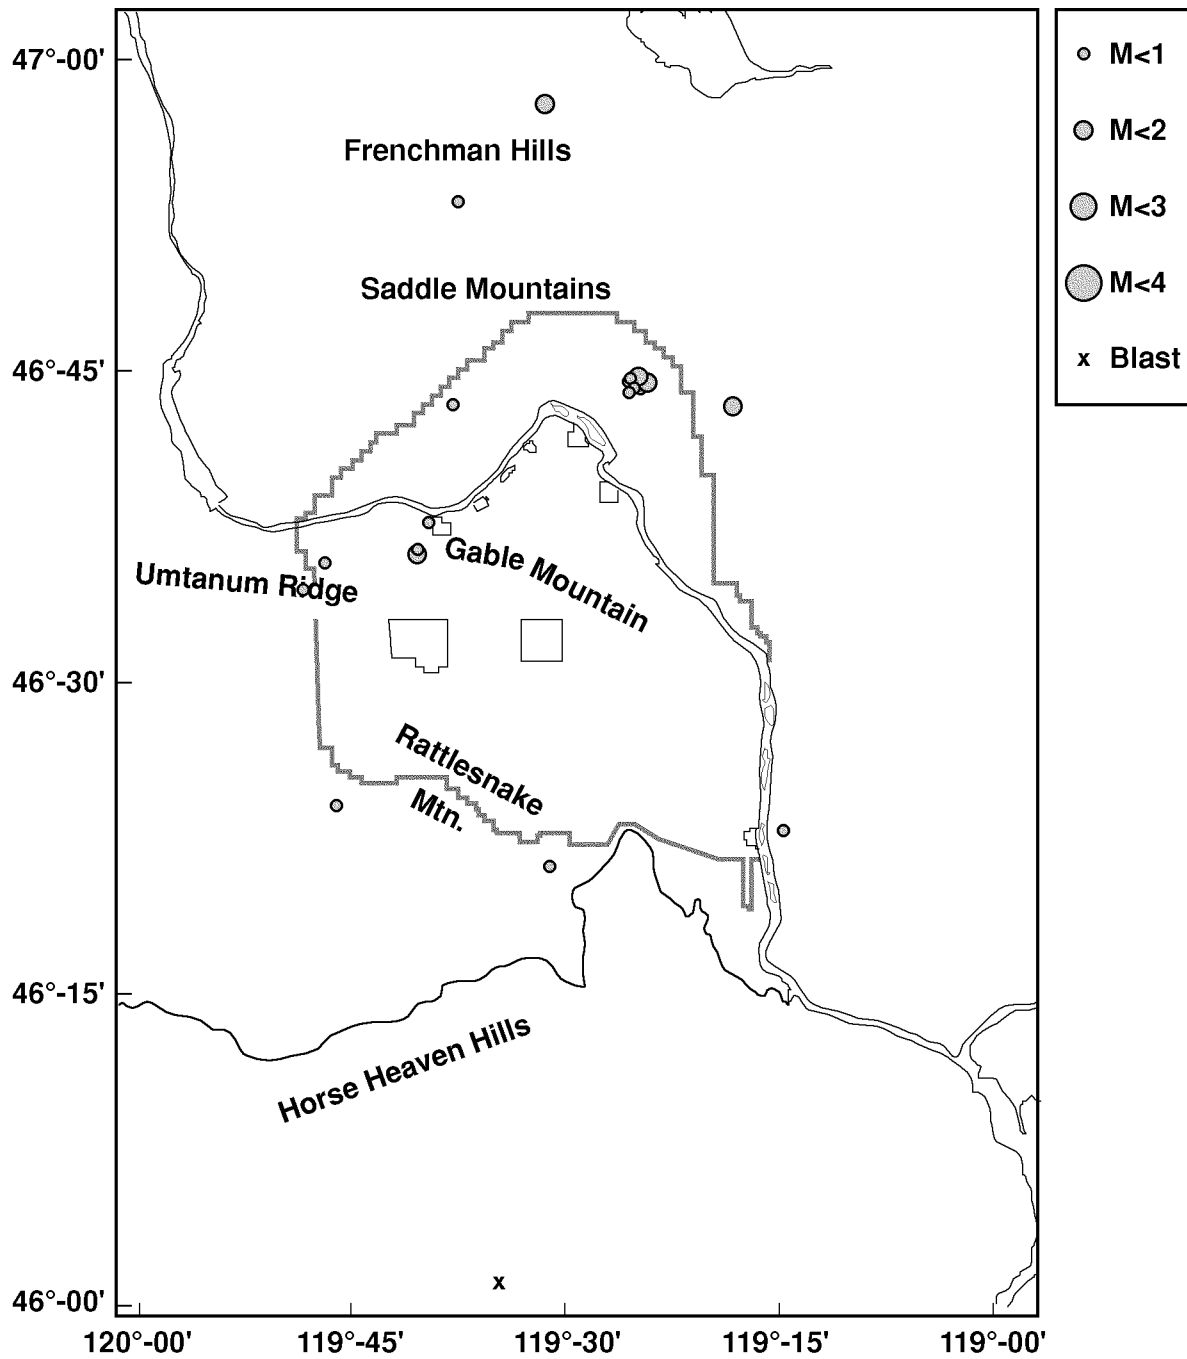 47°-00'
46°-45'
46°-30'
46°-15'
46°-00'
120°-00'
119°-45'
119°-30'
119°-15'
119°-00'
Frenchman Hills
Saddle Mountains
Gable Mountain
Umtanum Ridge
Rattlesnake
Mtn.
Horse Heaven Hills
x
M<1
M<2
M<3
M<4
x Blast